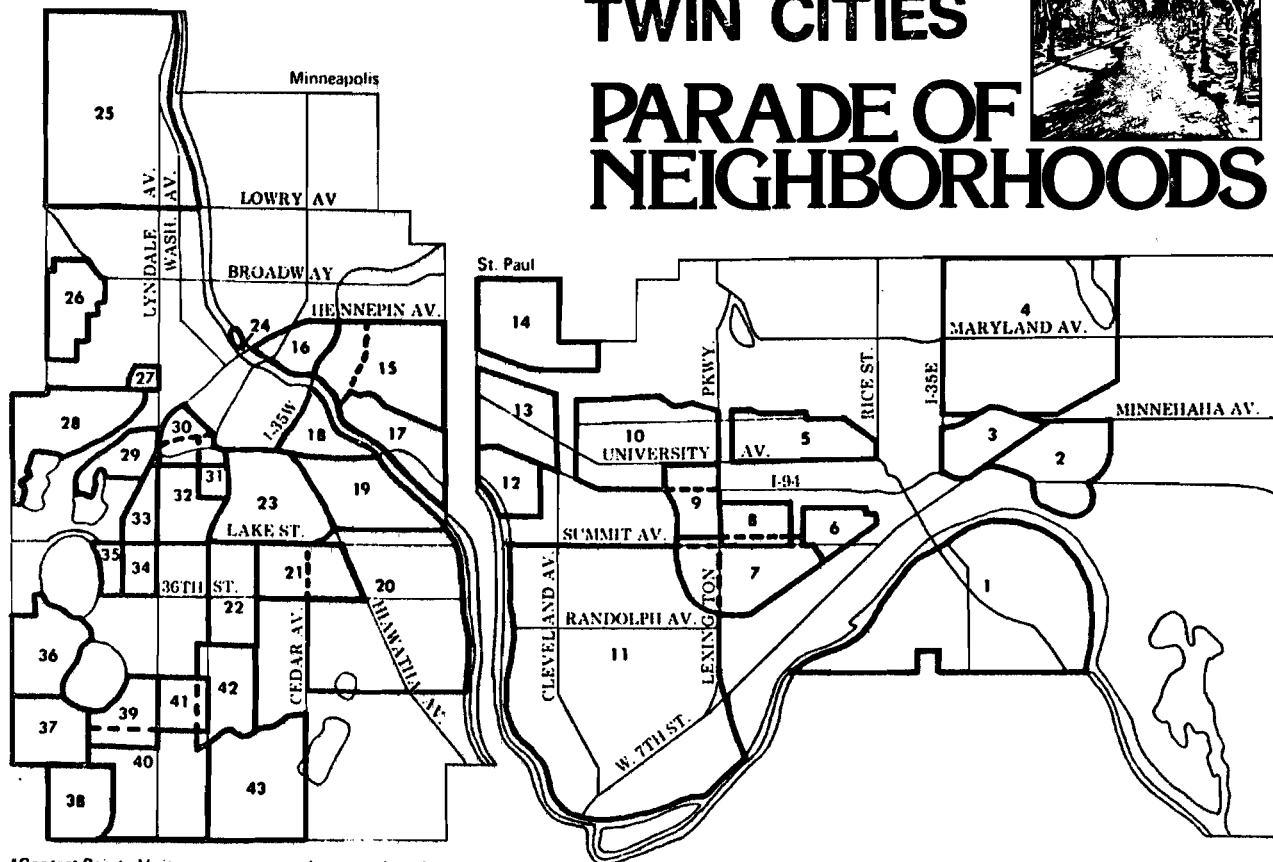 TWIN CITIES
PARADE OF
NEIGHBORHOODS
Minneapolis
25
LYNDALE AV.
WASH. AV.
LOWRY AV
BROADWAY
HENNEPIN AV.
26
24
16
15
27
I-35W
28
30
29
18
17
31
32
23
19
33
LAKE ST.
35
34
36TH ST.
21
20
22
CEDAR AV.
HIAWATHA AV.
36
42
41
39
37
40
38
43
St. Paul
14
4
MARYLAND AV.
PKWY.
RICE ST.
I-35E
MINNEHAHA AV.
13
10
5
3
UNIVERSITY AV.
2
12
I-94
9
8
6
SUMMIT AV.
7
1
CLEVELAND AV.
RANDOLPH AV.
LEXINGTON
11
W. 7TH ST.